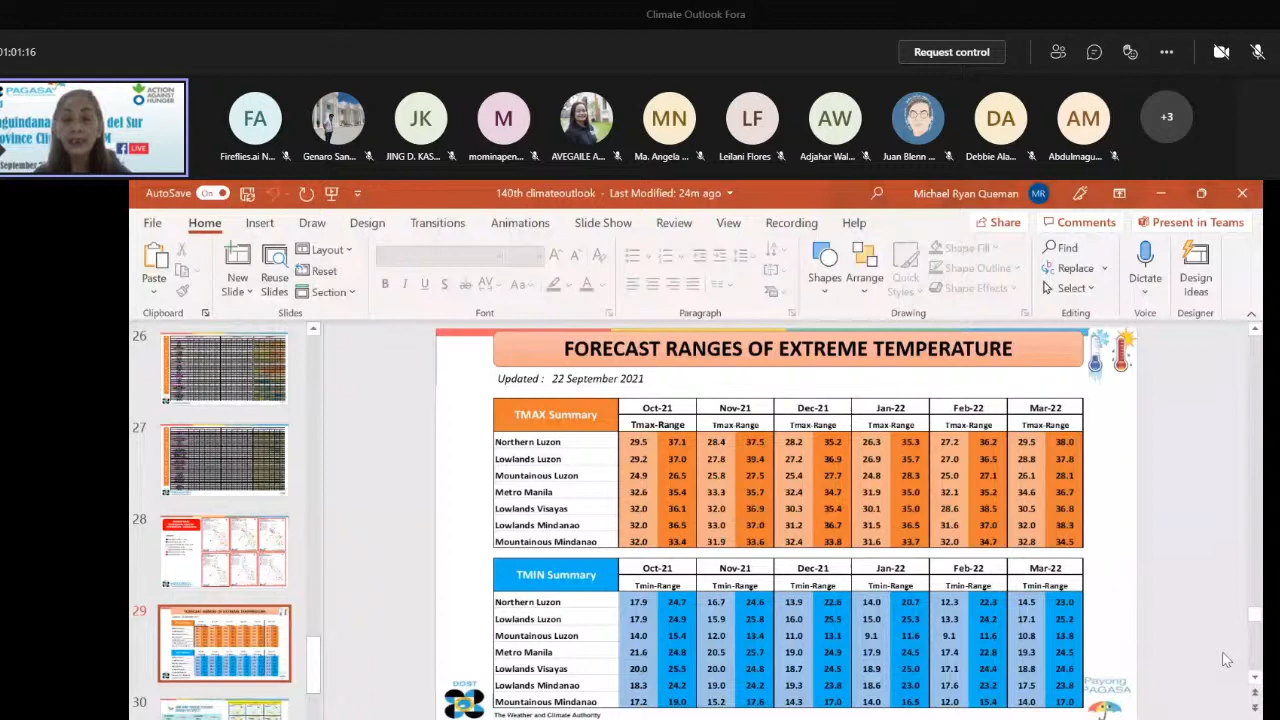 Climate Outlook Fora
01:01:16
Request control
PAGASA
ACTION AGAINST HUNGER
LIVE
FA JK M MN LF AW DA AM +3
Fireflies.ai N... Genaro San... JING D. KAS... mominapen... AVEGAILE A... Ma. Angela ... Leilani Flores Adjahar Wal... Juan Blenn ... Debbie Ala... Abdulmagu...
AutoSave On 140th climateoutlook - Last Modified: 24m ago Michael Ryan Queman MR
File Home Insert Draw Design Transitions Animations Slide Show Review View Recording Help Share Comments Present in Teams
Paste New Slide Reuse Slides Layout Reset Section Shapes Arrange Quick Styles Shape Fill Shape Outline Shape Effects Find Replace Select Dictate Design Ideas
Clipboard Slides Font Paragraph Drawing Editing Voice Designer
26
27
28
29
30
FORECAST RANGES OF EXTREME TEMPERATURE
Updated : 22 September 2021
TMAX Summary Oct-21 Nov-21 Dec-21 Jan-22 Feb-22 Mar-22
Tmax-Range Tmax-Range Tmax-Range Tmax-Range Tmax-Range Tmax-Range
Northern Luzon 29.5 37.1 28.4 37.5 28.2 35.2 26.3 35.3 27.2 36.2 29.5 38.0
Lowlands Luzon 29.2 37.0 27.8 39.4 27.2 36.9 26.9 35.7 27.0 36.5 28.8 37.8
Mountainous Luzon 24.9 26.5 25.8 27.5 25.4 27.7 24.8 28.3 25.0 27.1 26.1 28.1
Metro Manila 32.6 35.4 33.3 35.7 32.4 34.7 31.9 35.0 32.1 35.2 34.6 36.7
Lowlands Visayas 32.0 36.1 32.0 36.9 30.3 35.4 30.1 36.0 28.6 38.5 30.5 36.8
Lowlands Mindanao 32.0 36.5 33.0 37.0 36.7 36.5 31.6 37.0 32.0 38.3
Mountainous Mindanao 32.0 33.4 31.9 33.6 32.4 33.8 33.7 32.0 34.7 32.8 34.5
TMIN Summary Oct-21 Nov-21 Dec-21 Jan-22 Feb-22 Mar-22
Tmin-Range Tmin-Range Tmin-Range Tmin-Range Tmin-Range Tmin-Range
Northern Luzon 17.9 24.7 16.7 24.6 13.9 22.6 14.0 20.7 12.3 22.3 14.5 23.0
Lowlands Luzon 17.9 24.9 15.9 25.8 16.0 25.5 15.0 25.3 13.3 24.2 17.1 25.2
Mountainous Luzon 14.0 15.4 12.0 13.4 11.0 13.1 9.1 11.6 10.8 13.8
Metro Manila 24.8 20.5 25.7 19.0 24.9 17.9 17.4 22.8 19.3 24.5
Lowlands Visayas 20.0 25.5 20.0 24.8 18.7 24.5 18.9 17.1 24.4 18.8 24.6
Lowlands Mindanao 18.3 24.2 19.0 24.2 19.3 23.8 23.0 17.6 23.2 23.8
Mountainous Mindanao 17.2 19.0 15.2 17.6 14.3 17.0 16.5 12.0 15.4 14.0
DOST
The Weather and Climate Authority
Payong PAGASA